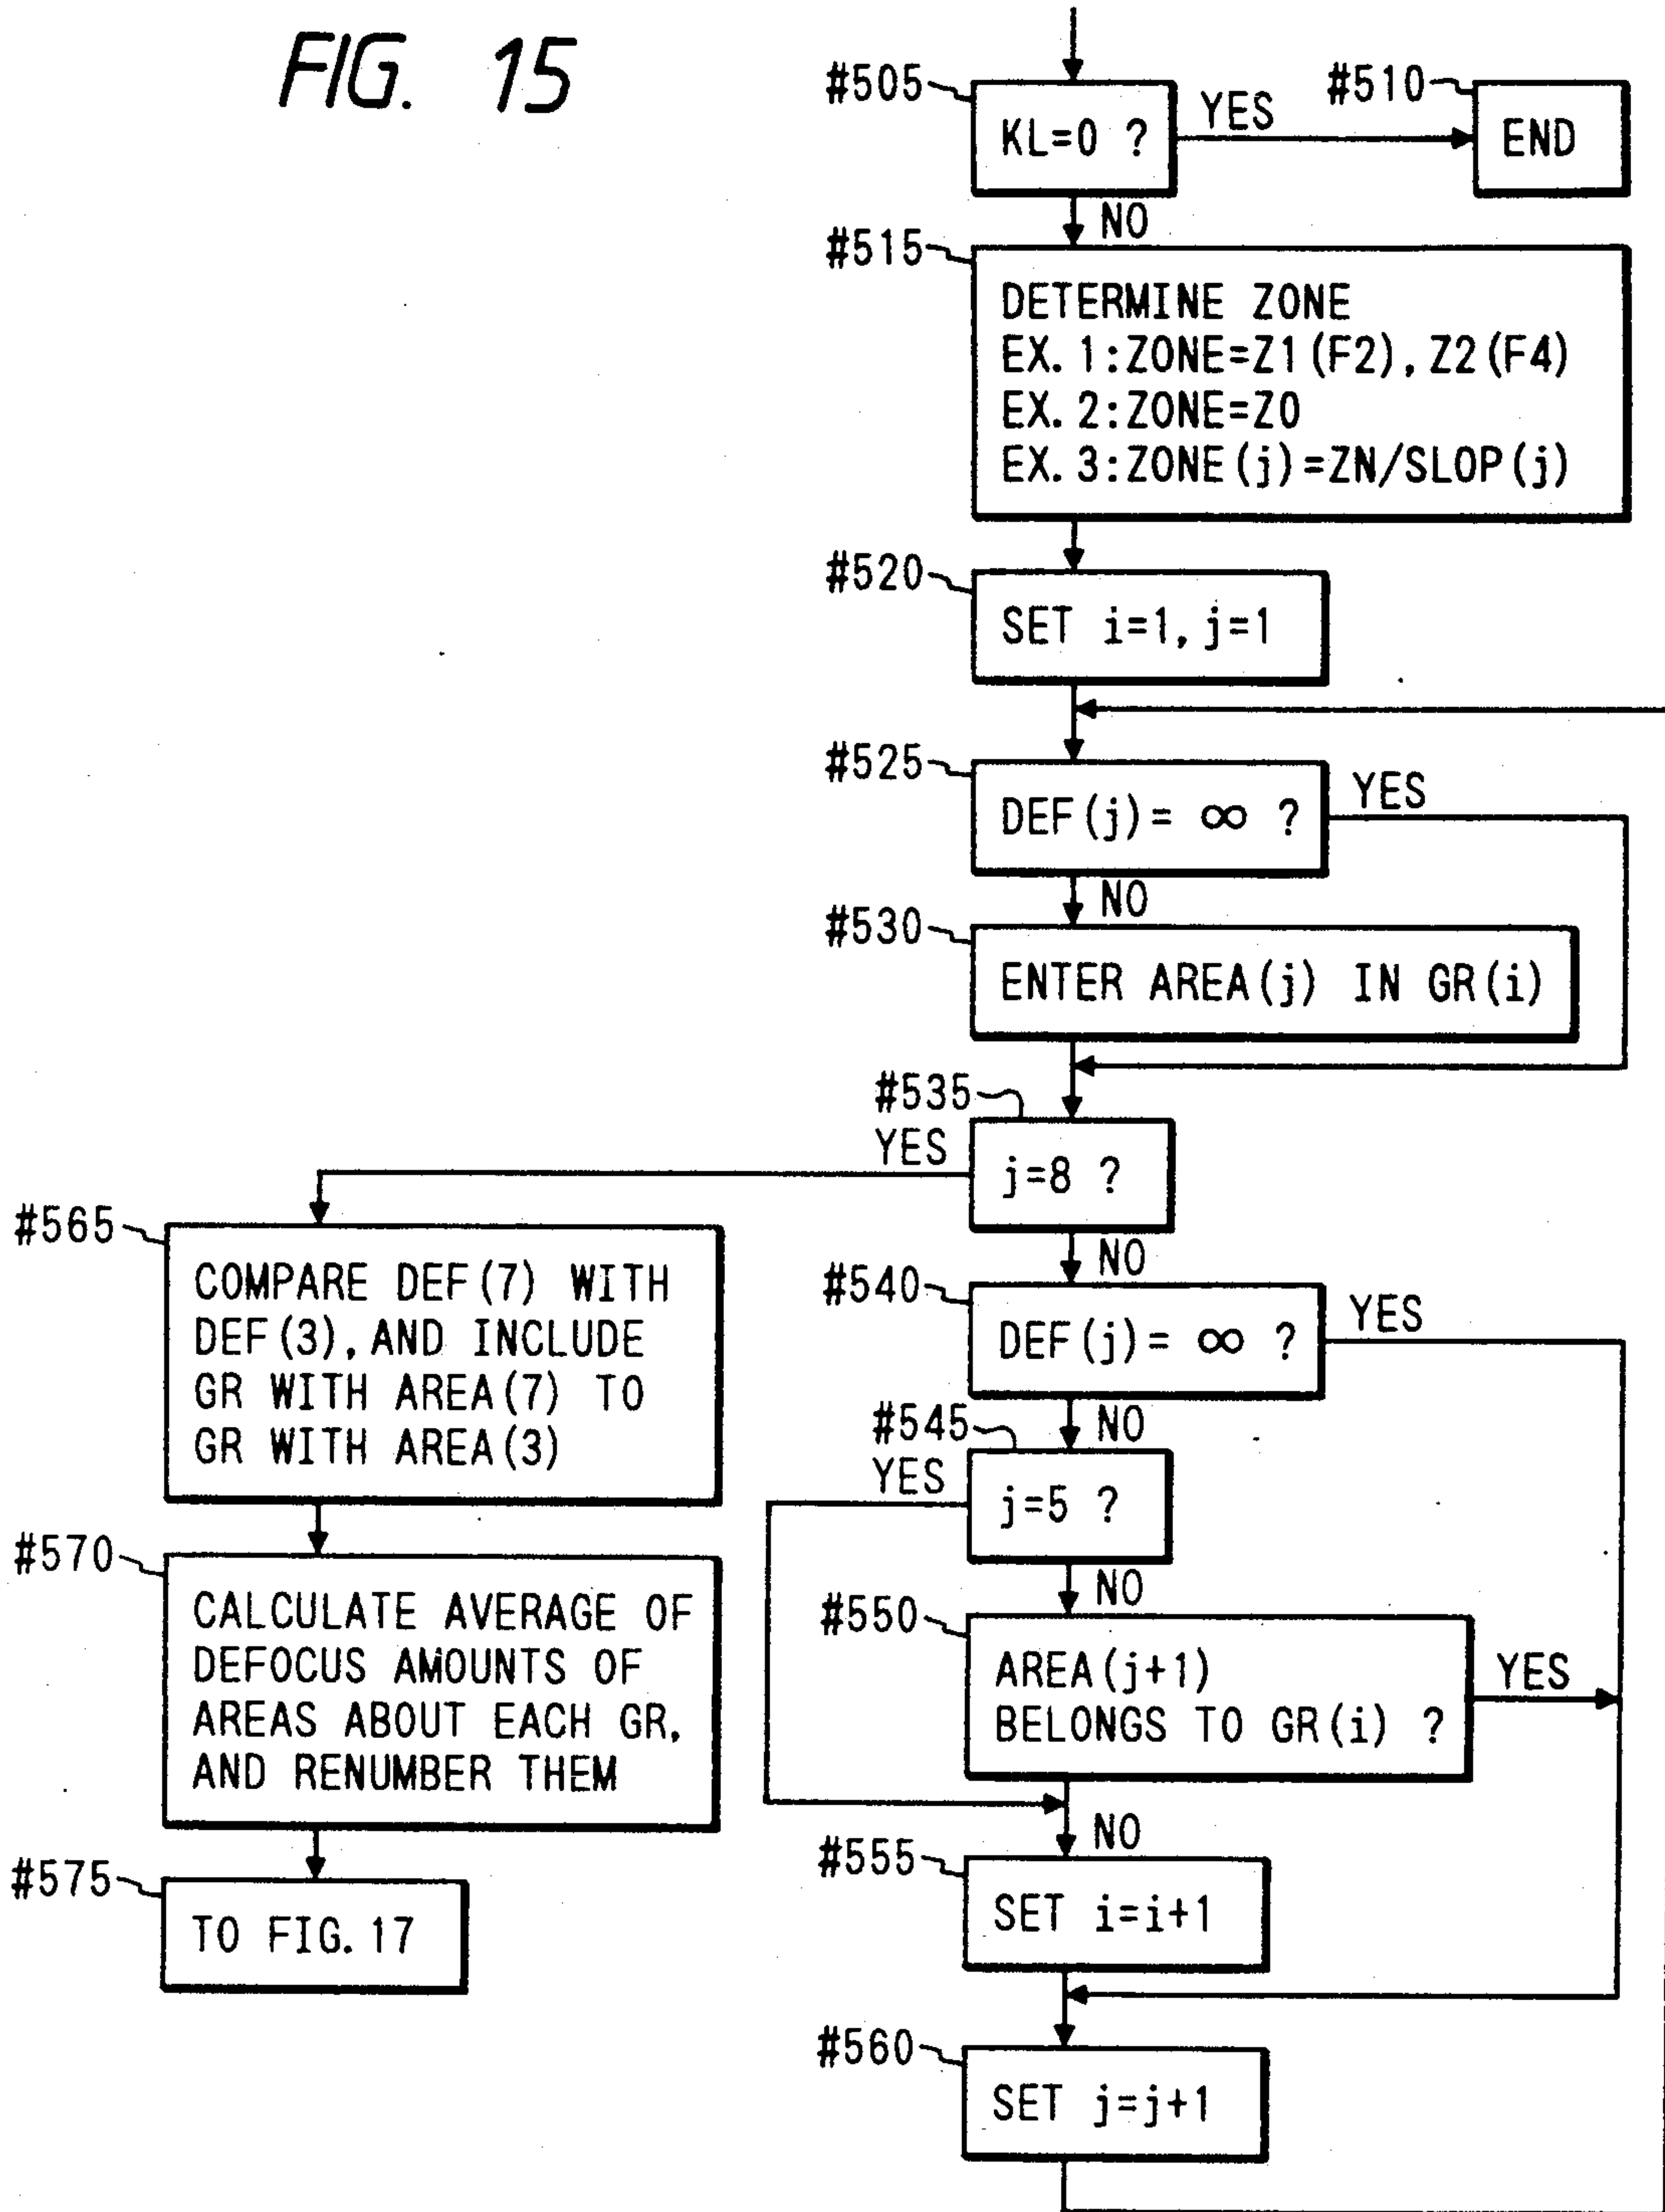 FIG. 15
#505
KL=0 ?
YES
#510
END
NO
#515
DETERMINE ZONE
EX. 1:ZONE=Z1(F2), Z2(F4)
EX. 2:ZONE=Z0
EX. 3:ZONE(j)=ZN/SLOP(j)
#520
SET i=1, j=1
#525
DEF(j)= ∞ ?
YES
NO
#530
ENTER AREA(j) IN GR(i)
#535
YES
j=8 ?
NO
#540
DEF(j)= ∞ ?
YES
NO
#545
YES
j=5 ?
NO
#550
AREA(j+1)
BELONGS TO GR(i) ?
YES
NO
#555
SET i=i+1
#560
SET j=j+1
#565
COMPARE DEF(7) WITH
DEF(3), AND INCLUDE
GR WITH AREA(7) TO
GR WITH AREA(3)
#570
CALCULATE AVERAGE OF
DEFOCUS AMOUNTS OF
AREAS ABOUT EACH GR,
AND RENUMBER THEM
#575
TO FIG. 17